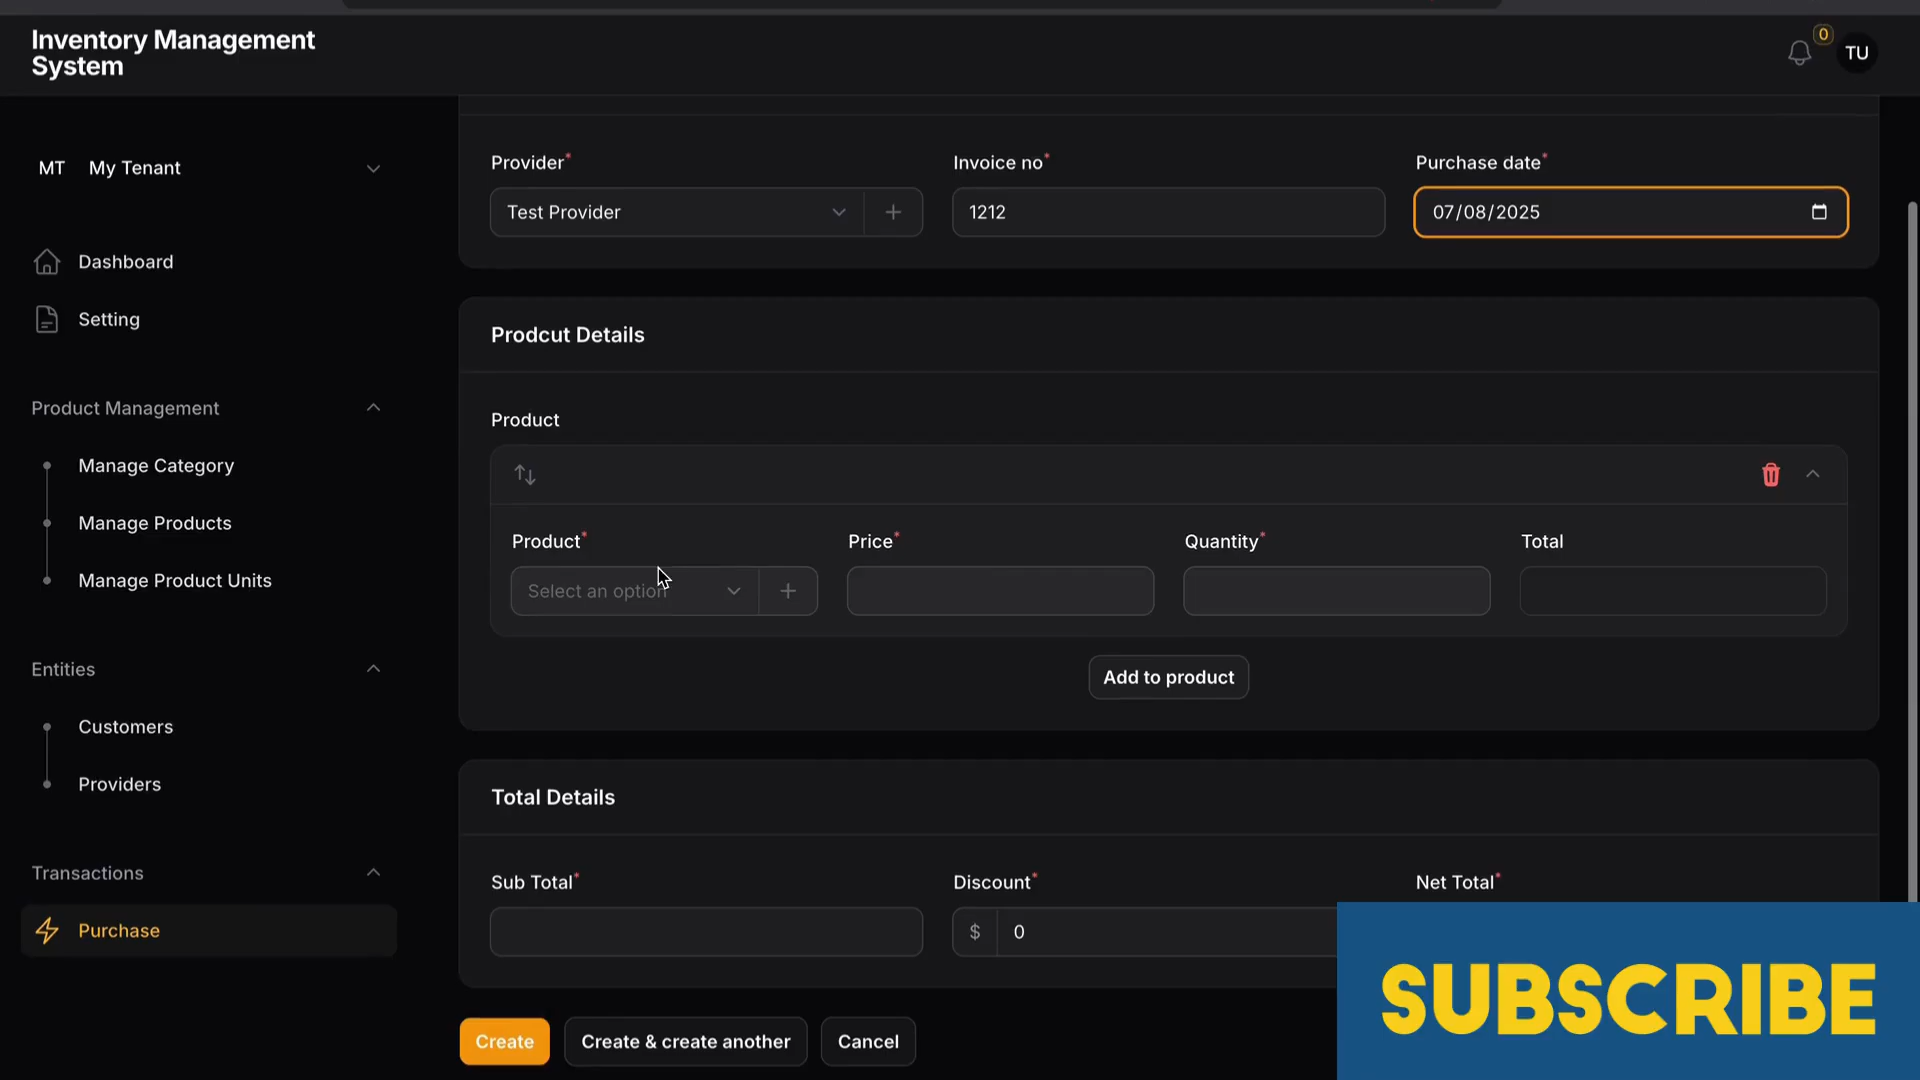 Inventory Management
System
0
TU
MT My Tenant
Dashboard
Setting
Product Management
Manage Category
Manage Products
Manage Product Units
Entities
Customers
Providers
Transactions
Purchase
Provider* Invoice no* Purchase date*
Test Provider 1212 07/08/2025
Prodcut Details
Product
Product* Price* Quantity* Total
Select an option
Add to product
Total Details
Sub Total* Discount* Net Total*
$ 0
Create Create & create another Cancel
SUBSCRIBE